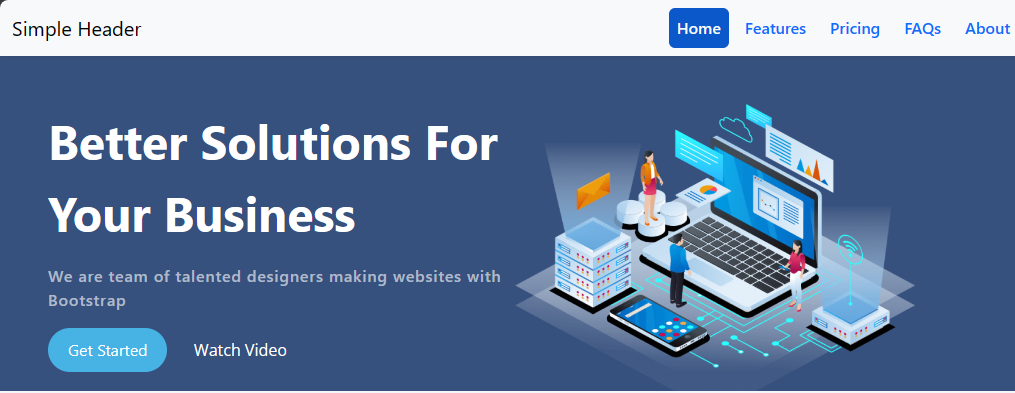 Simple Header
Home Features Pricing FAQs About
Better Solutions For
Your Business
We are team of talented designers making websites with
Bootstrap
Get Started Watch Video